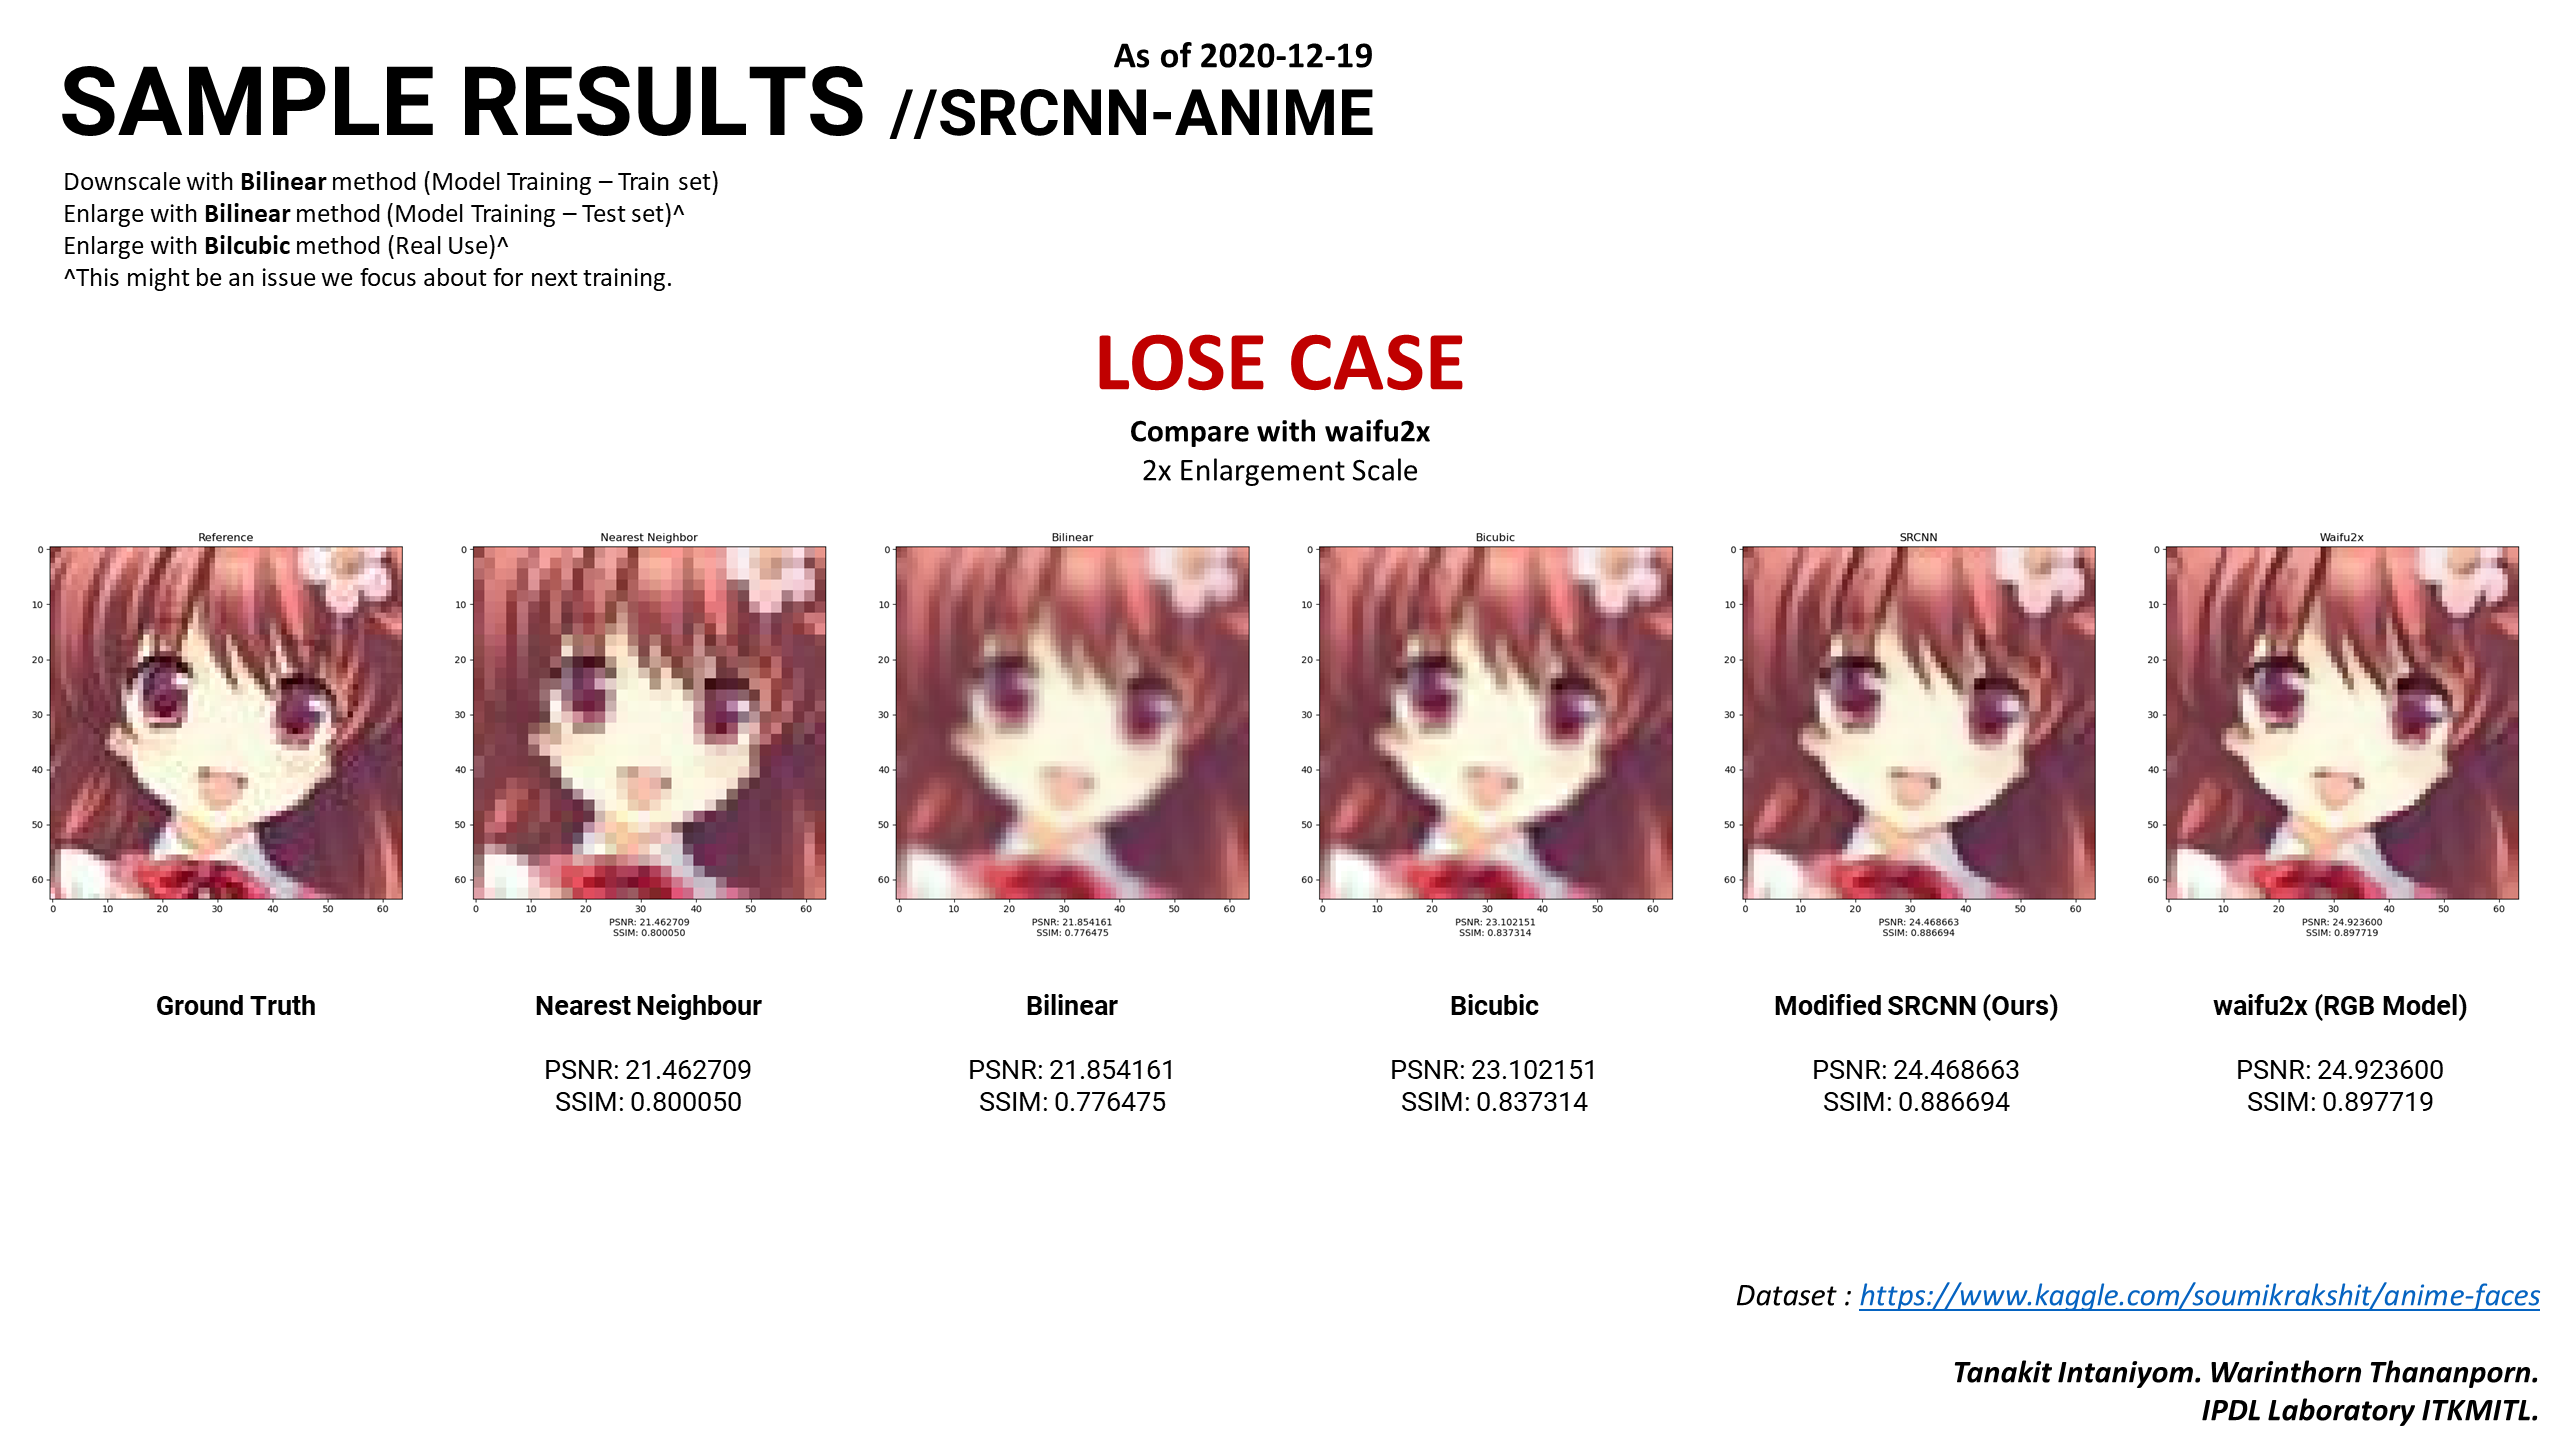 As of 2020-12-19
SAMPLE RESULTS //SRCNN-ANIME
Downscale with Bilinear method (Model Training – Train set)
Enlarge with Bilinear method (Model Training – Test set)^
Enlarge with Bilcubic method (Real Use)^
^This might be an issue we focus about for next training.
LOSE CASE
Compare with waifu2x
2x Enlargement Scale
Reference
0
10
20
30
40
50
60
0 10 20 30 40 50 60
Nearest Neighbor
0
10
20
30
40
50
60
0 10 20 30 40 50 60
PSNR: 21.462709
SSIM: 0.800050
Bilinear
0
10
20
30
40
50
60
0 10 20 30 40 50 60
PSNR: 21.854161
SSIM: 0.776475
Bicubic
0
10
20
30
40
50
60
0 10 20 30 40 50 60
PSNR: 23.102151
SSIM: 0.837314
SRCNN
0
10
20
30
40
50
60
0 10 20 30 40 50 60
PSNR: 24.468663
SSIM: 0.886694
Waifu2x
0
10
20
30
40
50
60
0 10 20 30 40 50 60
PSNR: 24.923600
SSIM: 0.897719
Ground Truth
Nearest Neighbour
PSNR: 21.462709
SSIM: 0.800050
Bilinear
PSNR: 21.854161
SSIM: 0.776475
Bicubic
PSNR: 23.102151
SSIM: 0.837314
Modified SRCNN (Ours)
PSNR: 24.468663
SSIM: 0.886694
waifu2x (RGB Model)
PSNR: 24.923600
SSIM: 0.897719
Dataset : https://www.kaggle.com/soumikrakshit/anime-faces
Tanakit Intaniyom. Warinthorn Thananporn.
IPDL Laboratory ITKMITL.